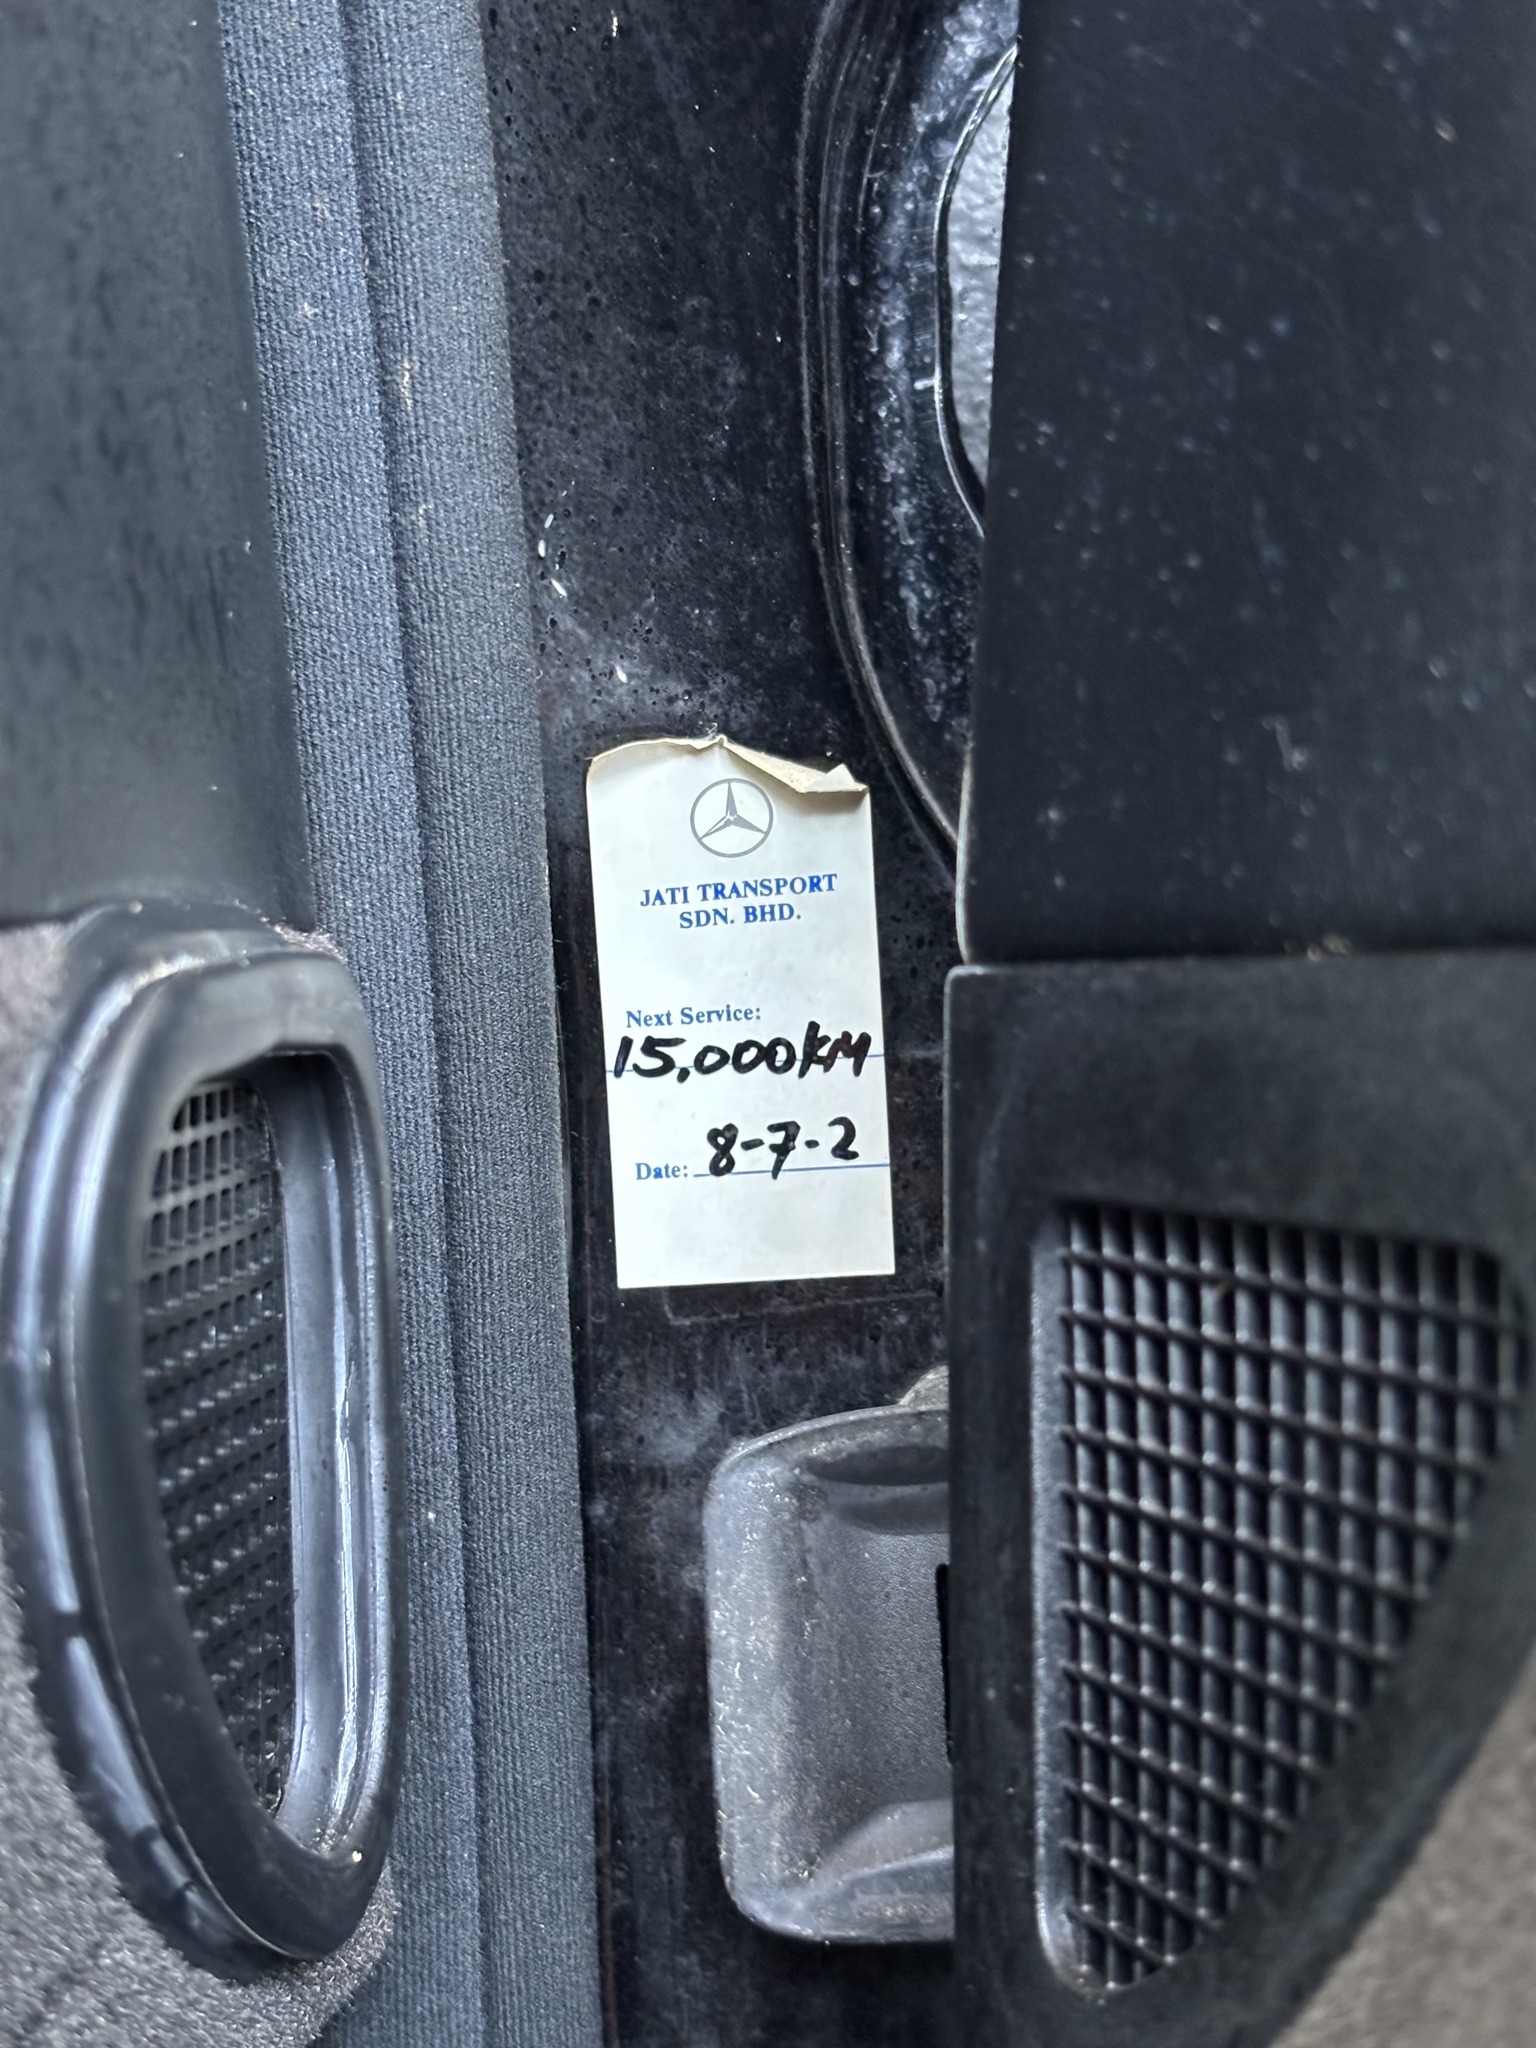 JATI TRANSPORT
SDN. BHD.
Next Service:
15,000KM
Date: 8-7-2